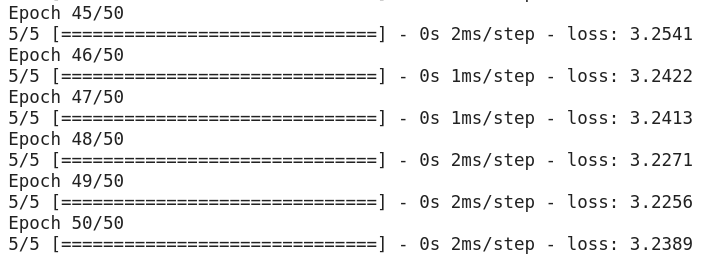 Epoch 45/50
5/5 [==============================] - 0s 2ms/step - loss: 3.2541
Epoch 46/50
5/5 [==============================] - 0s 1ms/step - loss: 3.2422
Epoch 47/50
5/5 [==============================] - 0s 1ms/step - loss: 3.2413
Epoch 48/50
5/5 [==============================] - 0s 2ms/step - loss: 3.2271
Epoch 49/50
5/5 [==============================] - 0s 2ms/step - loss: 3.2256
Epoch 50/50
5/5 [==============================] - 0s 2ms/step - loss: 3.2389